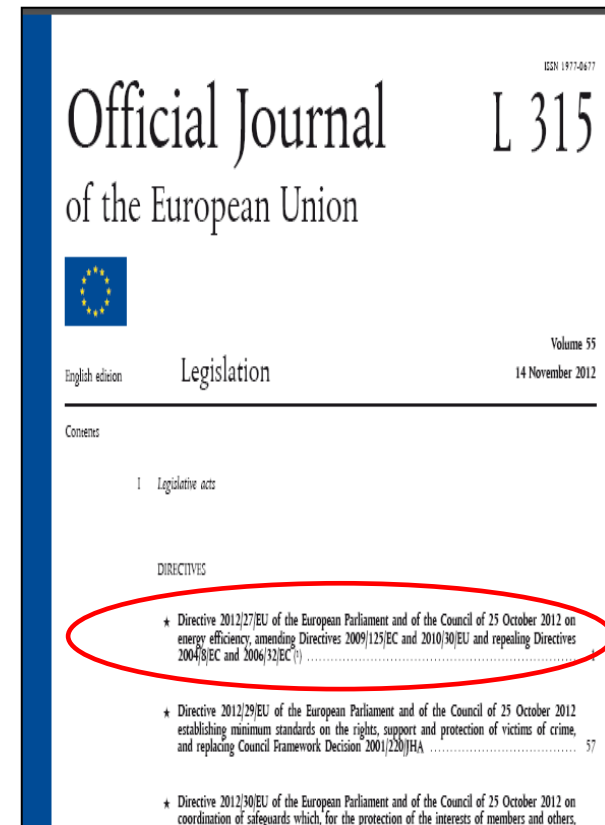 ISSN 1977-0677
Official Journal L 315
of the European Union
Volume 55
English edition Legislation 14 November 2012
Contents
I Legislative acts
DIRECTIVES
★ Directive 2012/27/EU of the European Parliament and of the Council of 25 October 2012 on
energy efficiency, amending Directives 2009/125/EC and 2010/30/EU and repealing Directives
2004/8/EC and 2006/32/EC (¹) ........................................ 1
★ Directive 2012/29/EU of the European Parliament and of the Council of 25 October 2012
establishing minimum standards on the rights, support and protection of victims of crime,
and replacing Council Framework Decision 2001/220/JHA ........................ 57
★ Directive 2012/30/EU of the European Parliament and of the Council of 25 October 2012 on
coordination of safeguards which, for the protection of the interests of members and others,